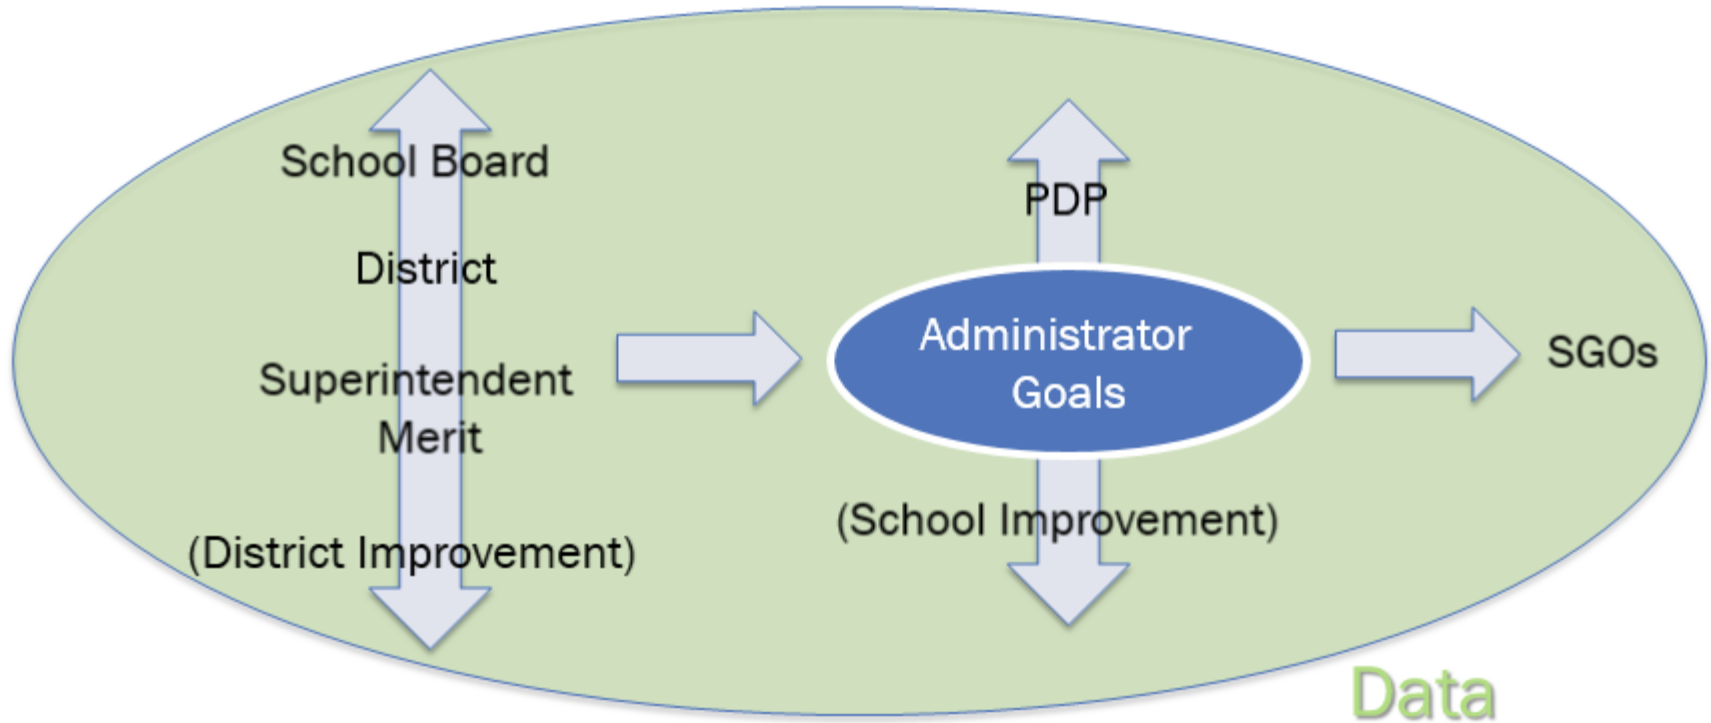 School Board
District
Superintendent
Merit
(District Improvement)
PDP
Administrator
Goals
(School Improvement)
SGOs
Data